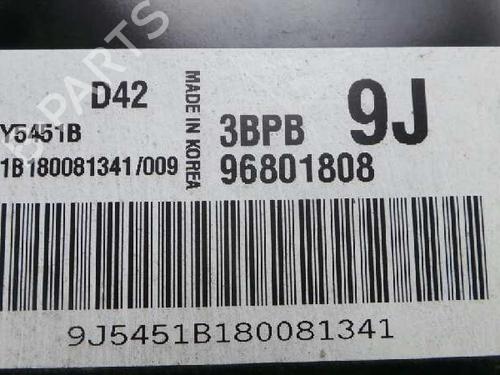 D42
Y5451B
1B180081341/009
MADE IN KOREA
3BPB
9J
96801808
9J5451B180081341
PARTS